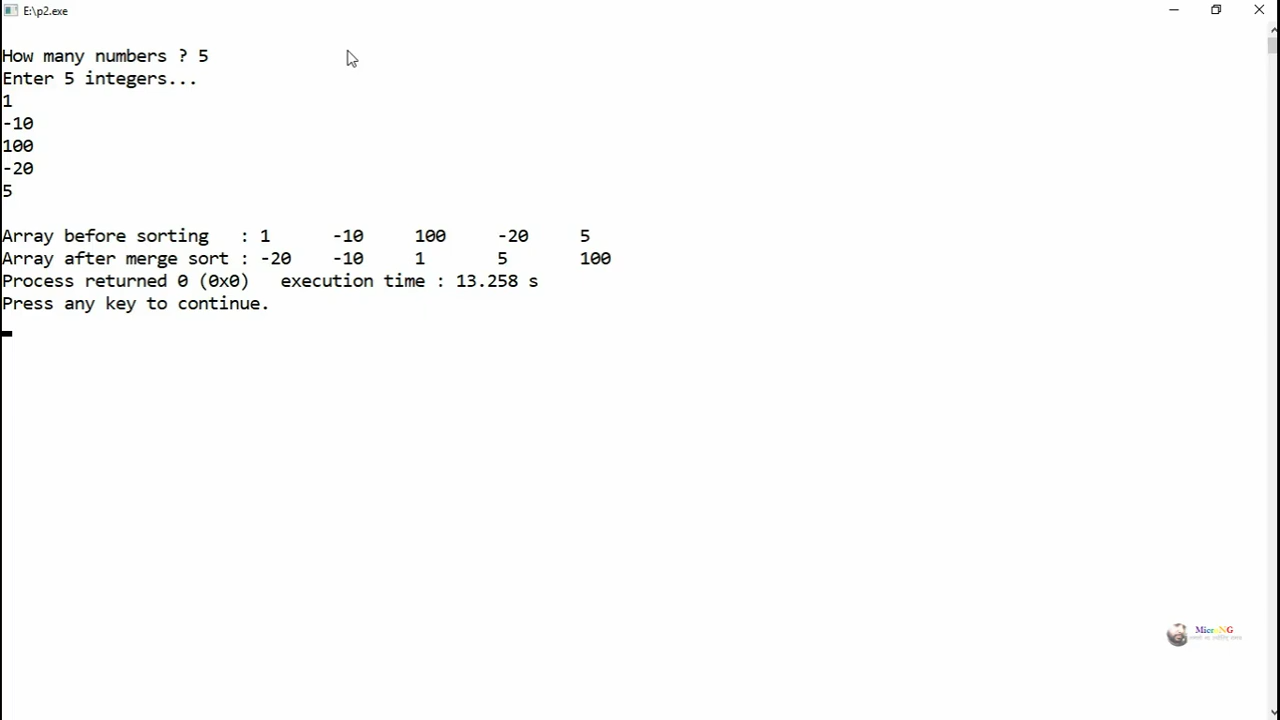 E:\p2.exe
How many numbers ? 5
Enter 5 integers...
1
-10
100
-20
5
Array before sorting : 1 -10 100 -20 5
Array after merge sort : -20 -10 1 5 100
Process returned 0 (0x0) execution time : 13.258 s
Press any key to continue.
MicroNG